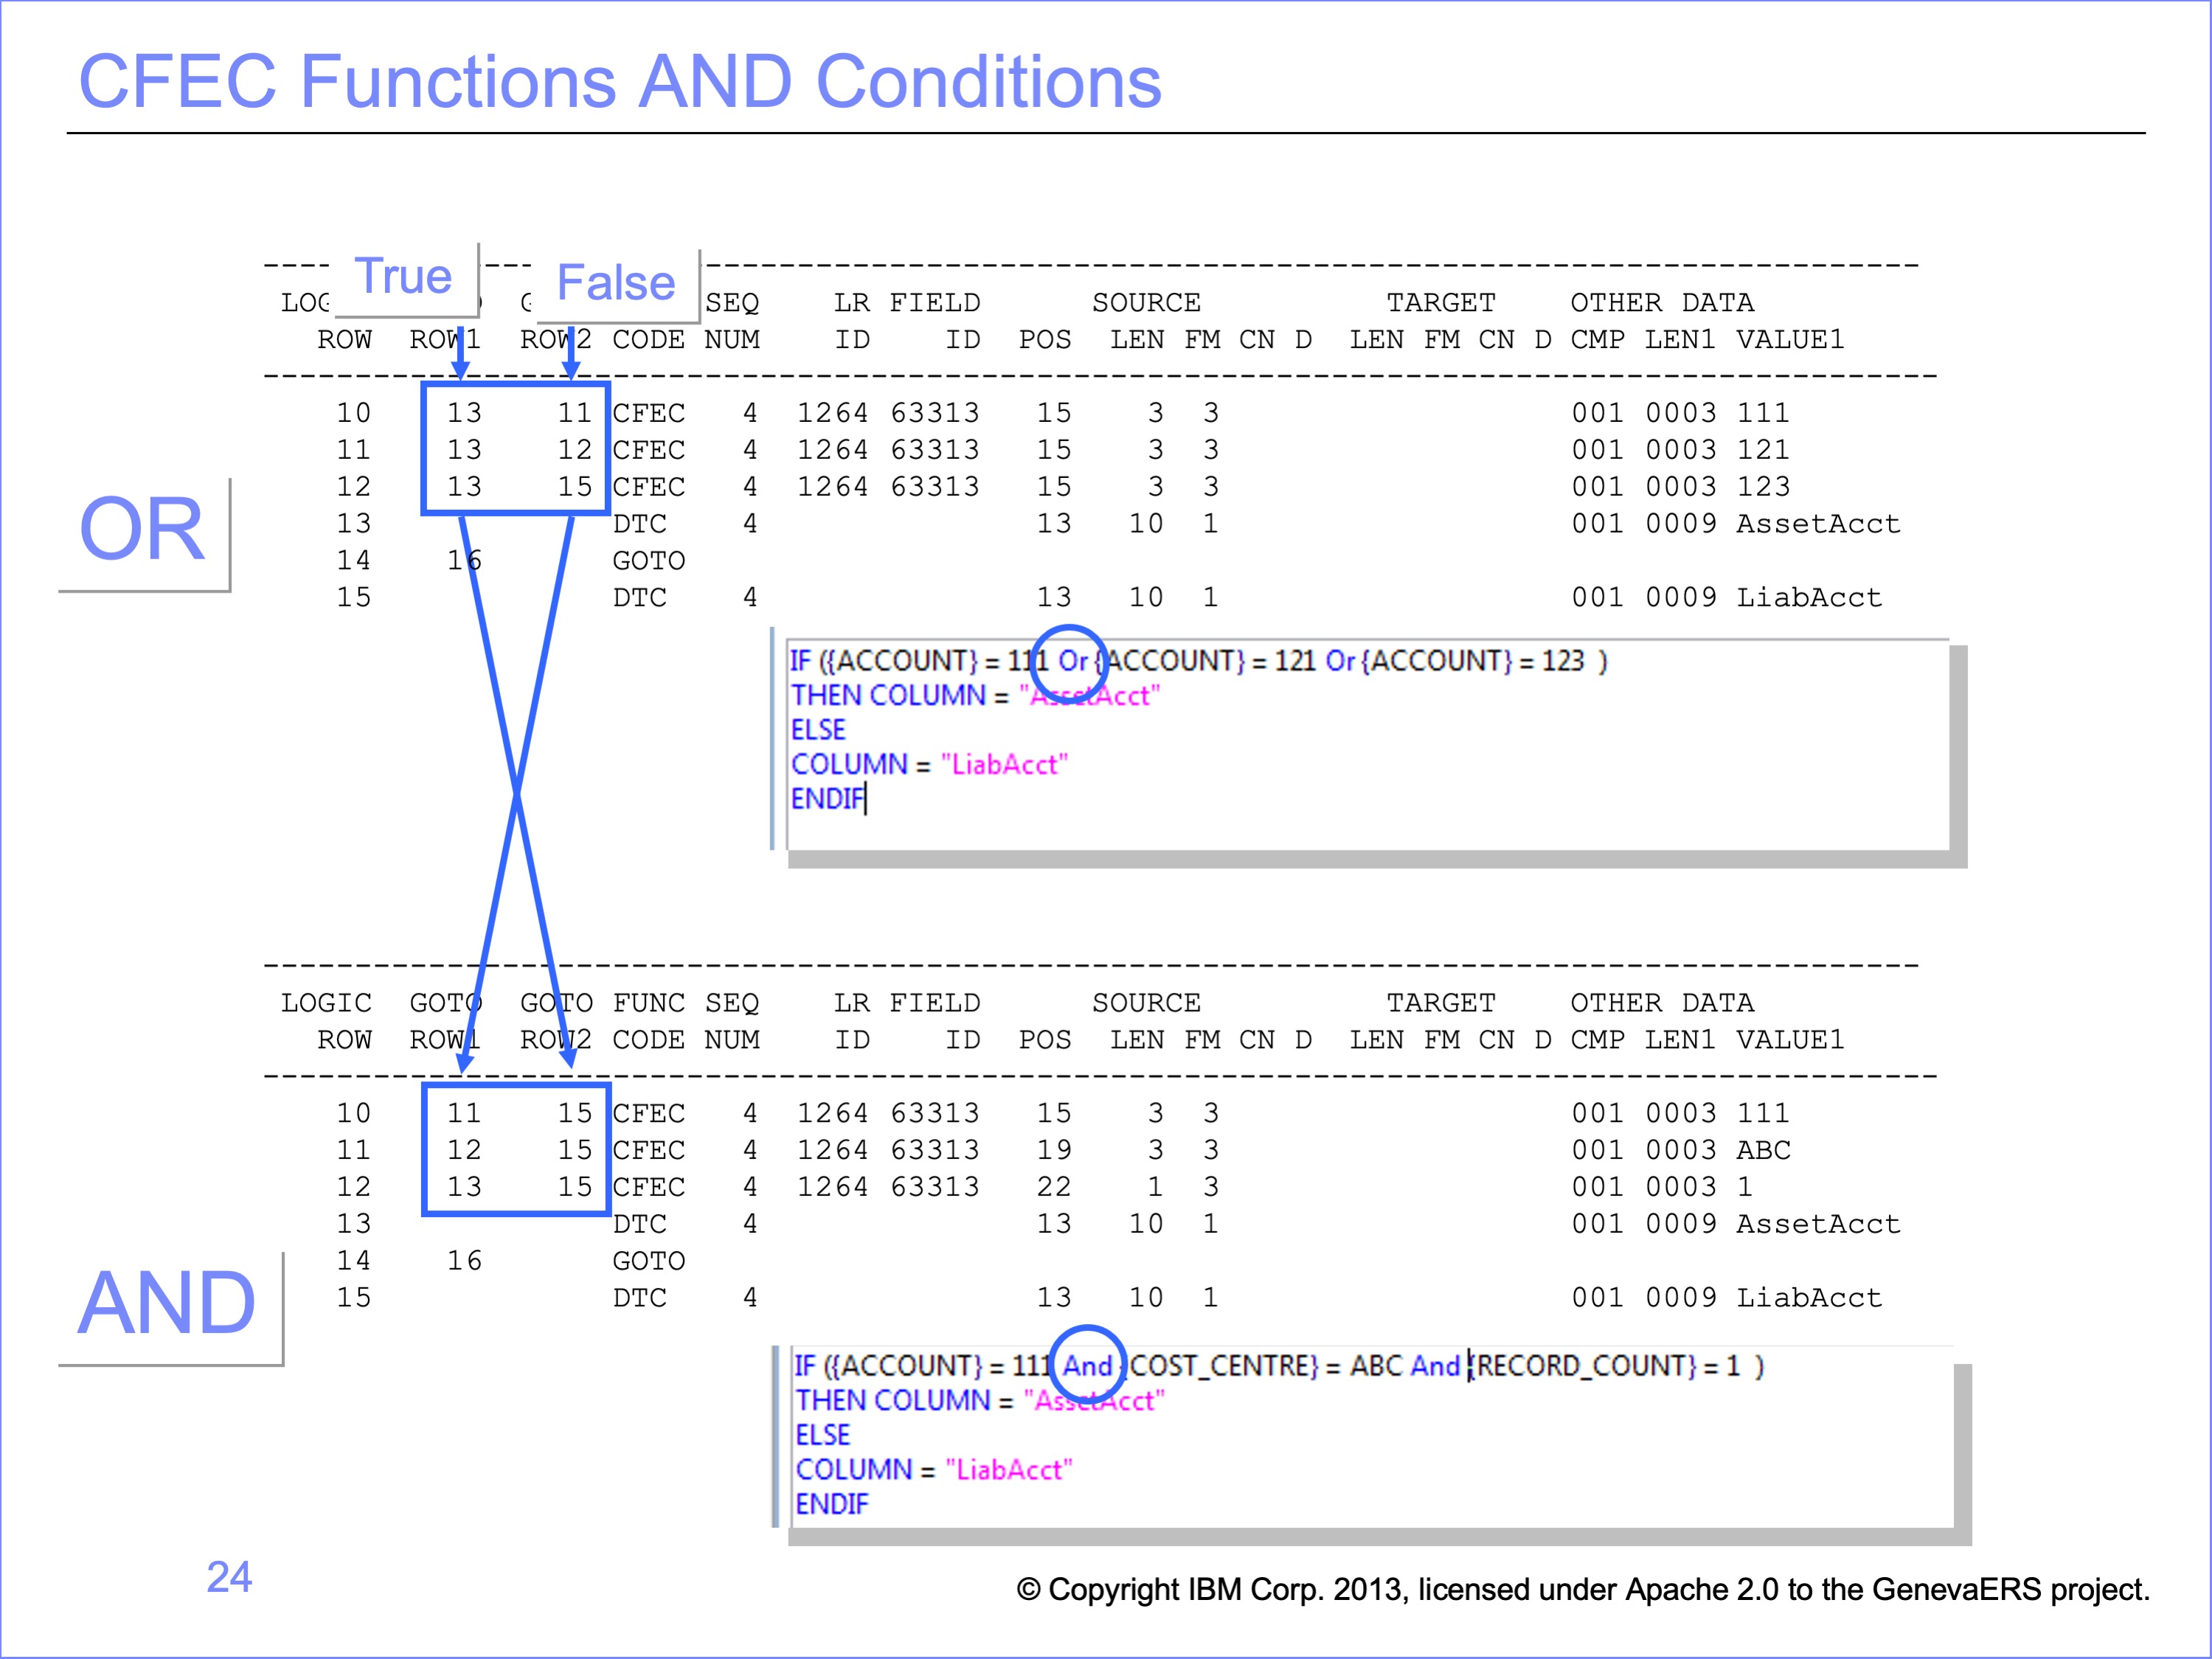 CFEC Functions AND Conditions
True
False
LOG SEQ LR FIELD SOURCE TARGET OTHER DATA
ROW ROW1 ROW2 CODE NUM ID ID POS LEN FM CN D LEN FM CN D CMP LEN1 VALUE1
10 13 11 CFEC 4 1264 63313 15 3 3 001 0003 111
11 13 12 CFEC 4 1264 63313 15 3 3 001 0003 121
12 13 15 CFEC 4 1264 63313 15 3 3 001 0003 123
13 DTC 4 13 10 1 001 0009 AssetAcct
14 16 GOTO
15 DTC 4 13 10 1 001 0009 LiabAcct
OR
IF ({ACCOUNT} = 111 Or {ACCOUNT} = 121 Or {ACCOUNT} = 123 )
THEN COLUMN = "AssetAcct"
ELSE
COLUMN = "LiabAcct"
ENDIF
LOGIC GOTO GOTO FUNC SEQ LR FIELD SOURCE TARGET OTHER DATA
ROW ROW1 ROW2 CODE NUM ID ID POS LEN FM CN D LEN FM CN D CMP LEN1 VALUE1
10 11 15 CFEC 4 1264 63313 15 3 3 001 0003 111
11 12 15 CFEC 4 1264 63313 19 3 3 001 0003 ABC
12 13 15 CFEC 4 1264 63313 22 1 3 001 0003 1
13 DTC 4 13 10 1 001 0009 AssetAcct
14 16 GOTO
15 DTC 4 13 10 1 001 0009 LiabAcct
AND
IF ({ACCOUNT} = 111 And {COST_CENTRE} = ABC And {RECORD_COUNT} = 1 )
THEN COLUMN = "AssetAcct"
ELSE
COLUMN = "LiabAcct"
ENDIF
24
© Copyright IBM Corp. 2013, licensed under Apache 2.0 to the GenevaERS project.